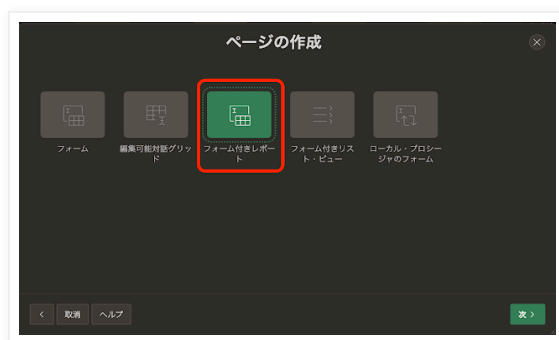 ページの作成
フォーム
編集可能対話グリッ
ド
フォーム付きレポー
ト
フォーム付きリス
ト・ビュー
ローカル・プロシー
ジャのフォーム
取消
ヘルプ
次